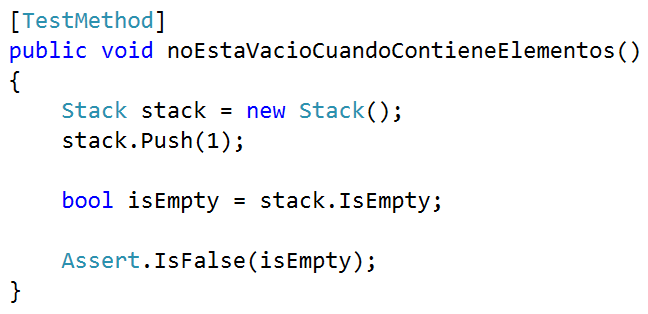 [TestMethod]
public void noEstaVacioCuandoContieneElementos()
{
    Stack stack = new Stack();
    stack.Push(1);

    bool isEmpty = stack.IsEmpty;

    Assert.IsFalse(isEmpty);
}